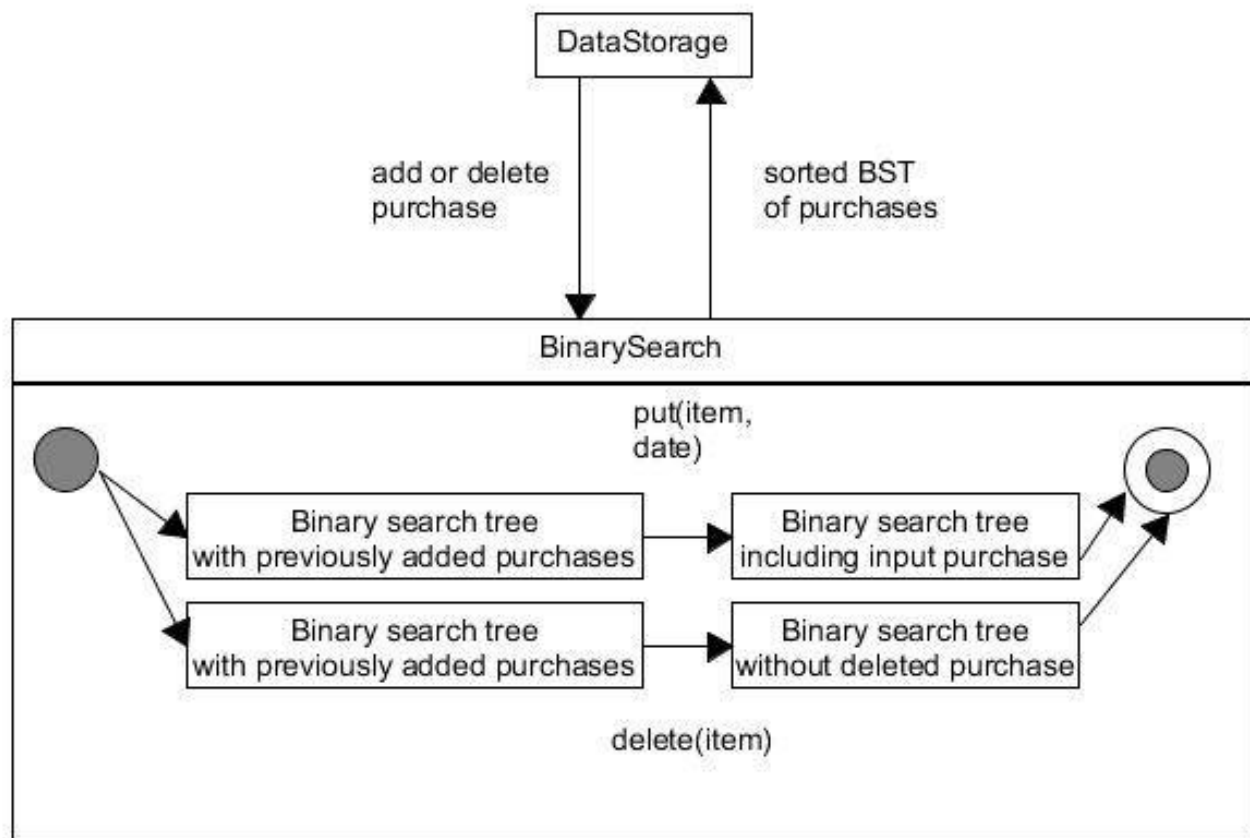 DataStorage
add or delete
purchase
sorted BST
of purchases
BinarySearch
put(item,
date)
Binary search tree
with previously added purchases
Binary search tree
including input purchase
Binary search tree
with previously added purchases
Binary search tree
without deleted purchase
delete(item)